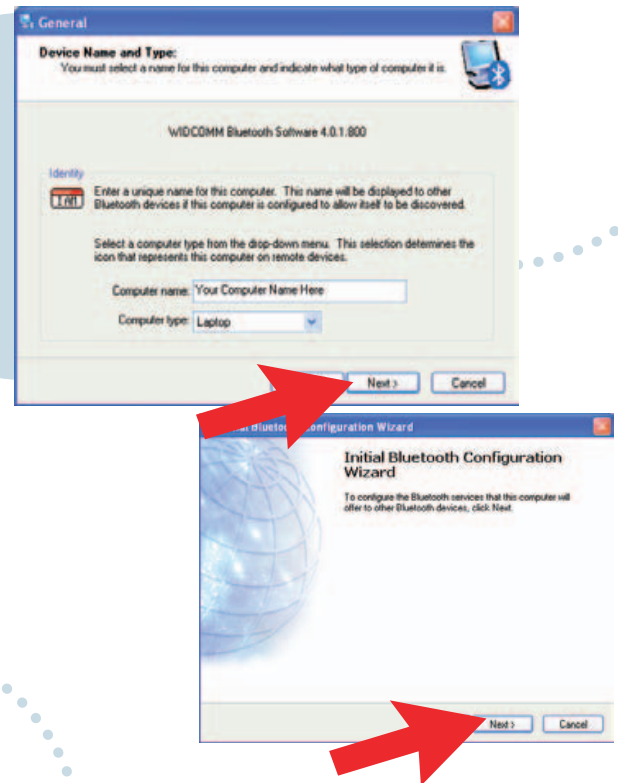 General
Device Name and Type:
You must select a name for this computer and indicate what type of computer it is.
WIDCOMM Bluetooth Software 4.0.1.800
Identity
I AM
Enter a unique name for this computer. This name will be displayed to other
Bluetooth devices if this computer is configured to allow itself to be discovered.
Select a computer type from the drop-down menu. This selection determines the
icon that represents this computer on remote devices.
Computer name: Your Computer Name Here
Computer type: Laptop
Next > Cancel
Bluetooth Configuration Wizard
Initial Bluetooth Configuration
Wizard
To configure the Bluetooth services that this computer will
offer to other Bluetooth devices, click Next.
Next > Cancel